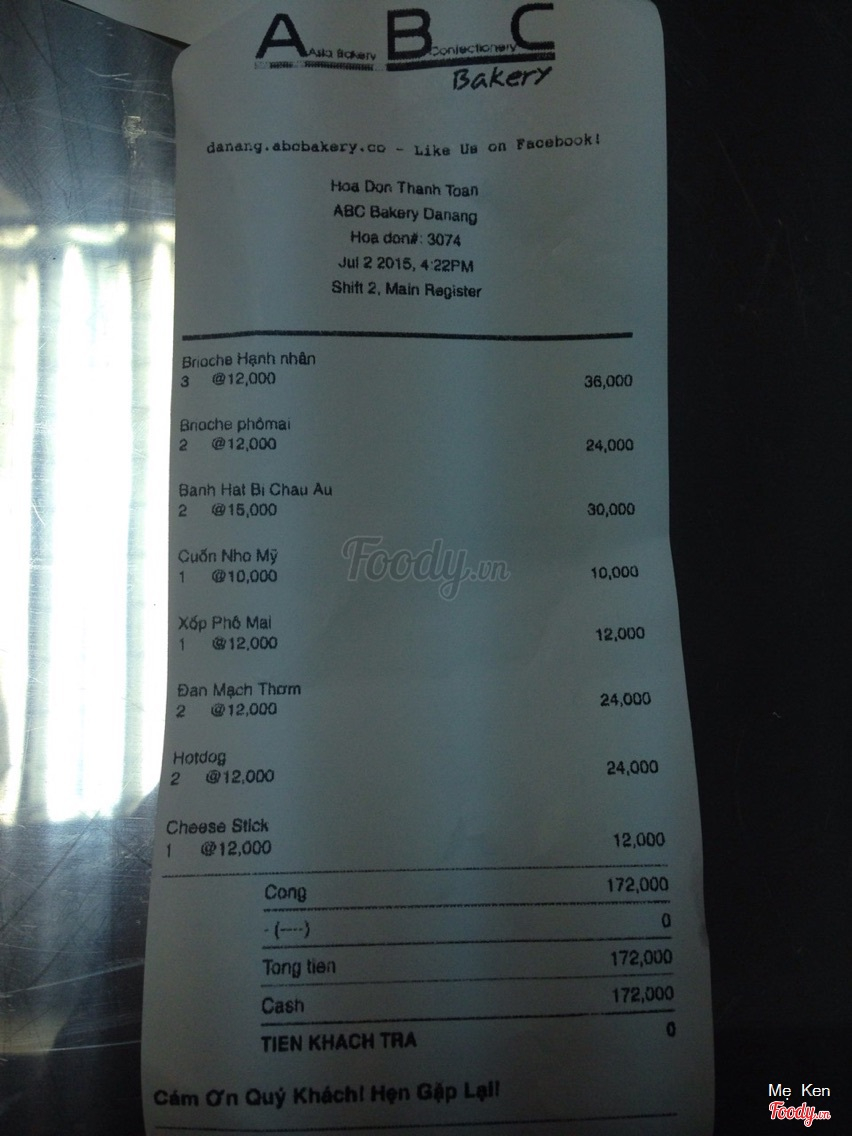 A Asia Bakery B Confectionery C
Bakery
danang.abcbakery.co - Like Us on Facebook!
Hoa Don Thanh Toan
ABC Bakery Danang
Hoa don#: 3074
Jul 2 2015, 4:22PM
Shift 2, Main Register
Brioche Hạnh nhân
3 @12,000 36,000
Brioche phômai
2 @12,000 24,000
Banh Hat Bi Chau Au
2 @15,000 30,000
Cuốn Nho Mỹ
1 @10,000 10,000
Xốp Phô Mai
1 @12,000 12,000
Đan Mạch Thơm
2 @12,000 24,000
Hotdog
2 @12,000 24,000
Cheese Stick
1 @12,000 12,000
Cong 172,000
- (----) 0
Tong tien 172,000
Cash 172,000
TIEN KHACH TRA 0
Cám Ơn Quý Khách! Hẹn Gặp Lại!
Foody.vn
Mẹ Ken
Foody.vn